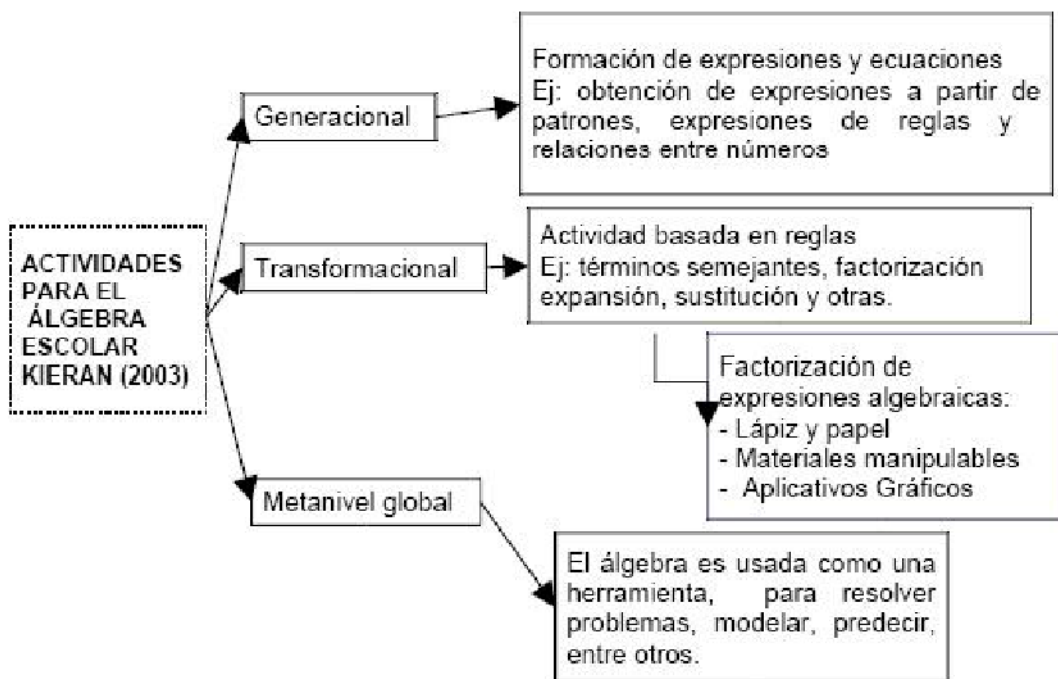 ACTIVIDADES
PARA EL
ÁLGEBRA
ESCOLAR
KIERAN (2003)
Generacional
Formación de expresiones y ecuaciones
Ej: obtención de expresiones a partir de
patrones, expresiones de reglas y
relaciones entre números
Transformacional
Actividad basada en reglas
Ej: términos semejantes, factorización
expansión, sustitución y otras.
Factorización de
expresiones algebraicas:
- Lápiz y papel
- Materiales manipulables
- Aplicativos Gráficos
Metanivel global
El álgebra es usada como una
herramienta, para resolver
problemas, modelar, predecir,
entre otros.